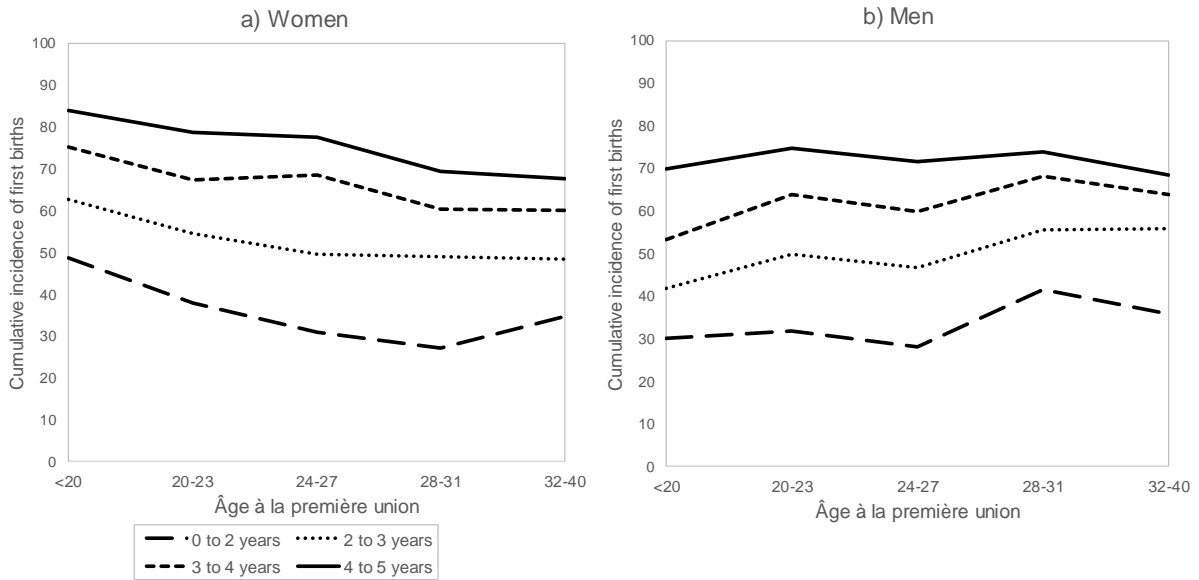 a) Women
Cumulative incidence of first births
100
90
80
70
60
50
40
30
20
10
0
<20 20-23 24-27 28-31 32-40
Âge à la première union
0 to 2 years 2 to 3 years
3 to 4 years 4 to 5 years
b) Men
Cumulative incidence of first births
100
90
80
70
60
50
40
30
20
10
0
<20 20-23 24-27 28-31 32-40
Âge à la première union